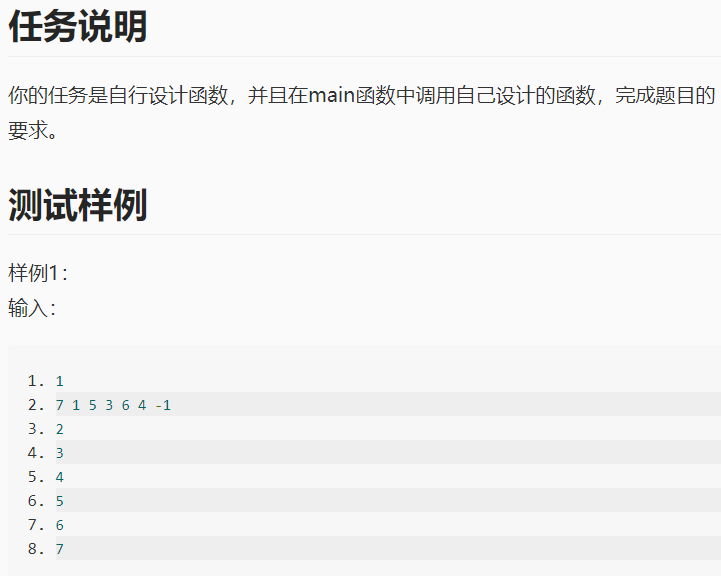 任务说明
你的任务是自行设计函数，并且在main函数中调用自己设计的函数，完成题目的
要求。
测试样例
样例1：
输入：
1. 1
2. 7 1 5 3 6 4 -1
3. 2
4. 3
5. 4
6. 5
7. 6
8. 7